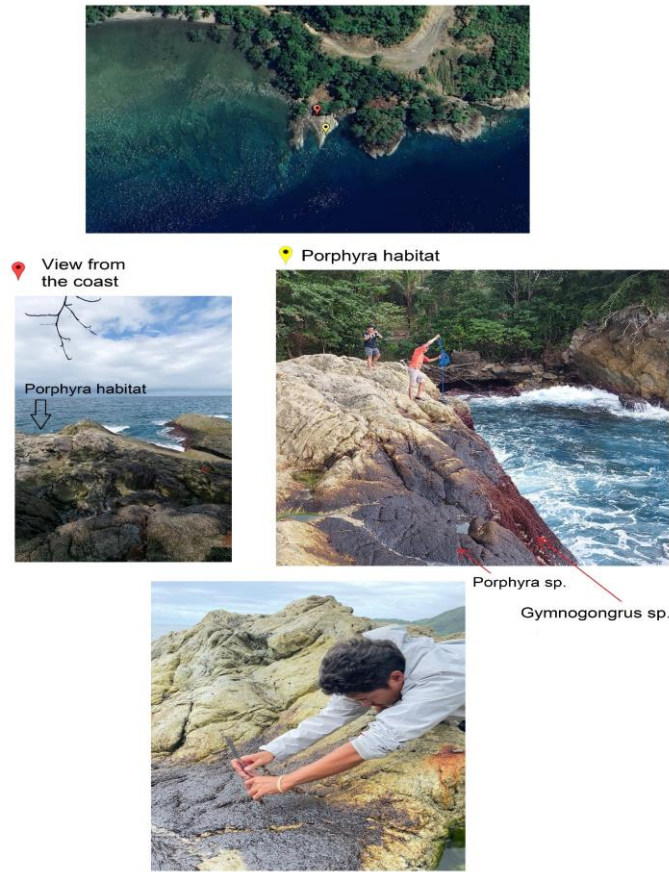 View from
the coast
Porphyra habitat
Porphyra habitat
Porphyra sp.
Gymnogongrus sp.